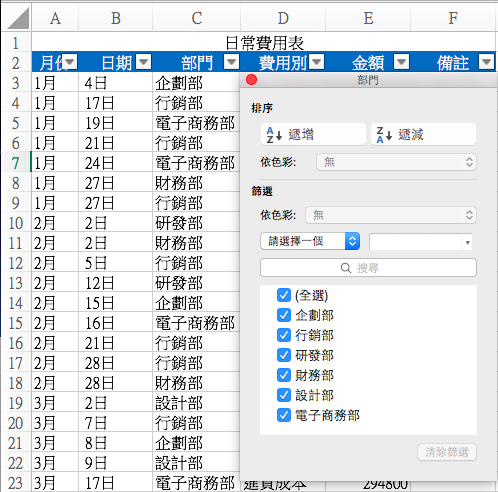 A B C D E F
1 日常費用表
2 月份 日期 部門 費用別 金額 備註
3 1月 4日 企劃部
4 1月 17日 行銷部
5 1月 19日 電子商務部
6 1月 21日 行銷部
7 1月 24日 電子商務部
8 1月 27日 財務部
9 1月 27日 行銷部
10 2月 2日 研發部
11 2月 2日 財務部
12 2月 5日 行銷部
13 2月 12日 研發部
14 2月 15日 企劃部
15 2月 16日 電子商務部
16 2月 21日 行銷部
17 2月 28日 行銷部
18 2月 28日 財務部
19 3月 2日 設計部
20 3月 7日 行銷部
21 3月 8日 企劃部
22 3月 9日 設計部
23 3月 17日 電子商務部 進貨成本 294800
部門
排序
A Z 遞增 Z A 遞減
依色彩: 無
篩選
依色彩: 無
請選擇一個
搜尋
(全選)
企劃部
行銷部
研發部
財務部
設計部
電子商務部
清除篩選